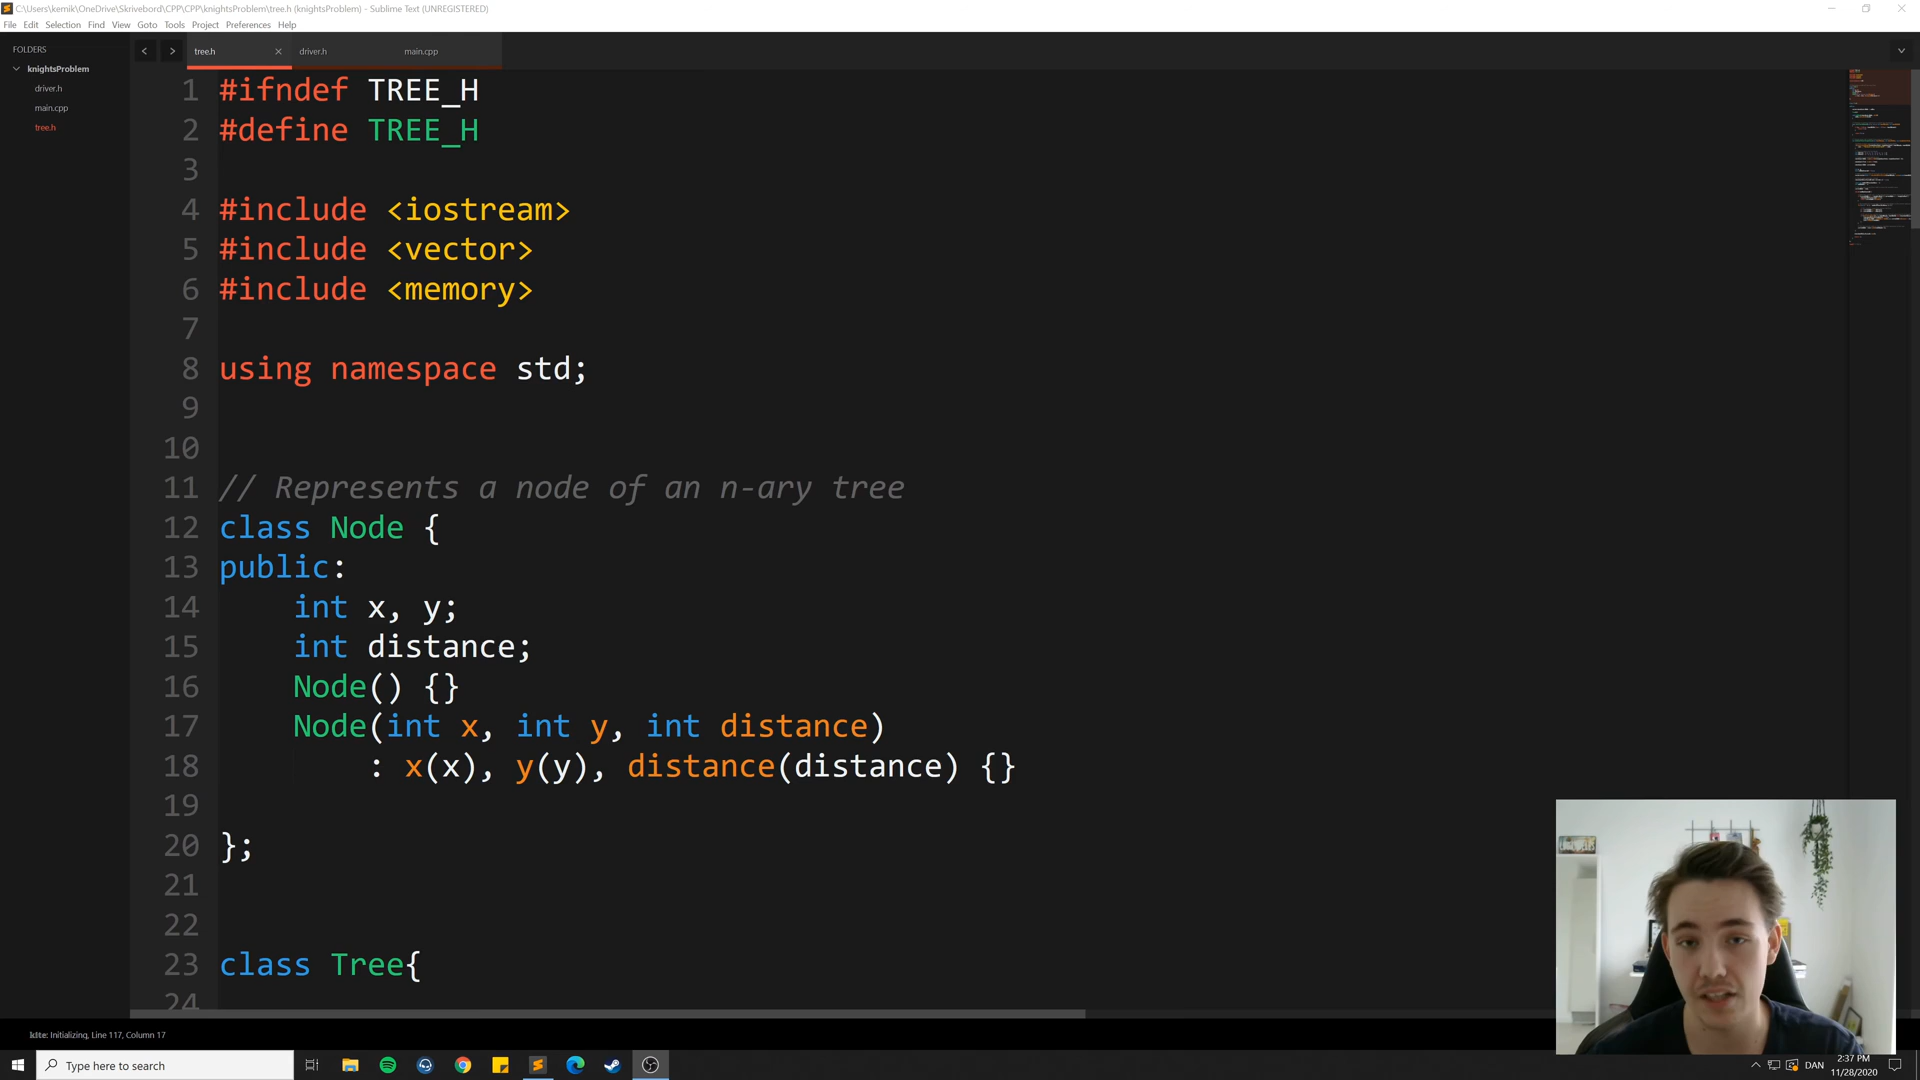 C:\Users\kemik\OneDrive\Skrivebord\CPP\CPP\knightsProblem\tree.h (knightsProblem) - Sublime Text (UNREGISTERED)
File Edit Selection Find View Goto Tools Project Preferences Help
FOLDERS
knightsProblem
driver.h
main.cpp
tree.h
tree.h driver.h main.cpp
1 #ifndef TREE_H
2 #define TREE_H
3
4 #include <iostream>
5 #include <vector>
6 #include <memory>
7
8 using namespace std;
9
10
11 // Represents a node of an n-ary tree
12 class Node {
13 public:
14 int x, y;
15 int distance;
16 Node() {}
17 Node(int x, int y, int distance)
18 : x(x), y(y), distance(distance) {}
19
20 };
21
22
23 class Tree{
24
Initializing, Line 117, Column 17
Type here to search
DAN
2:37 PM
11/28/2020